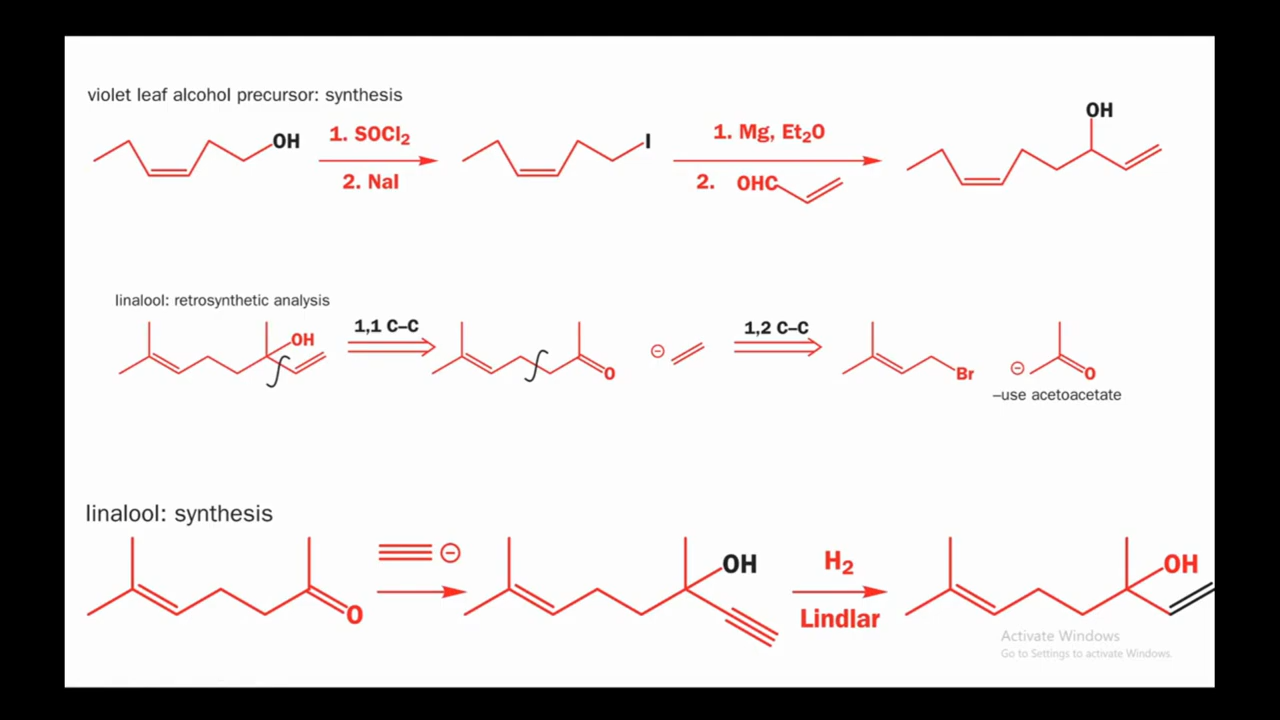 violet leaf alcohol precursor: synthesis
OH
1. SOCl₂
2. NaI
I
1. Mg, Et₂O
2. OHC
OH
linalool: retrosynthetic analysis
OH
1,1 C–C
O
⊖
1,2 C–C
Br
⊖
O
–use acetoacetate
linalool: synthesis
O
⊖
OH
H₂
Lindlar
OH
Activate Windows
Go to Settings to activate Windows.